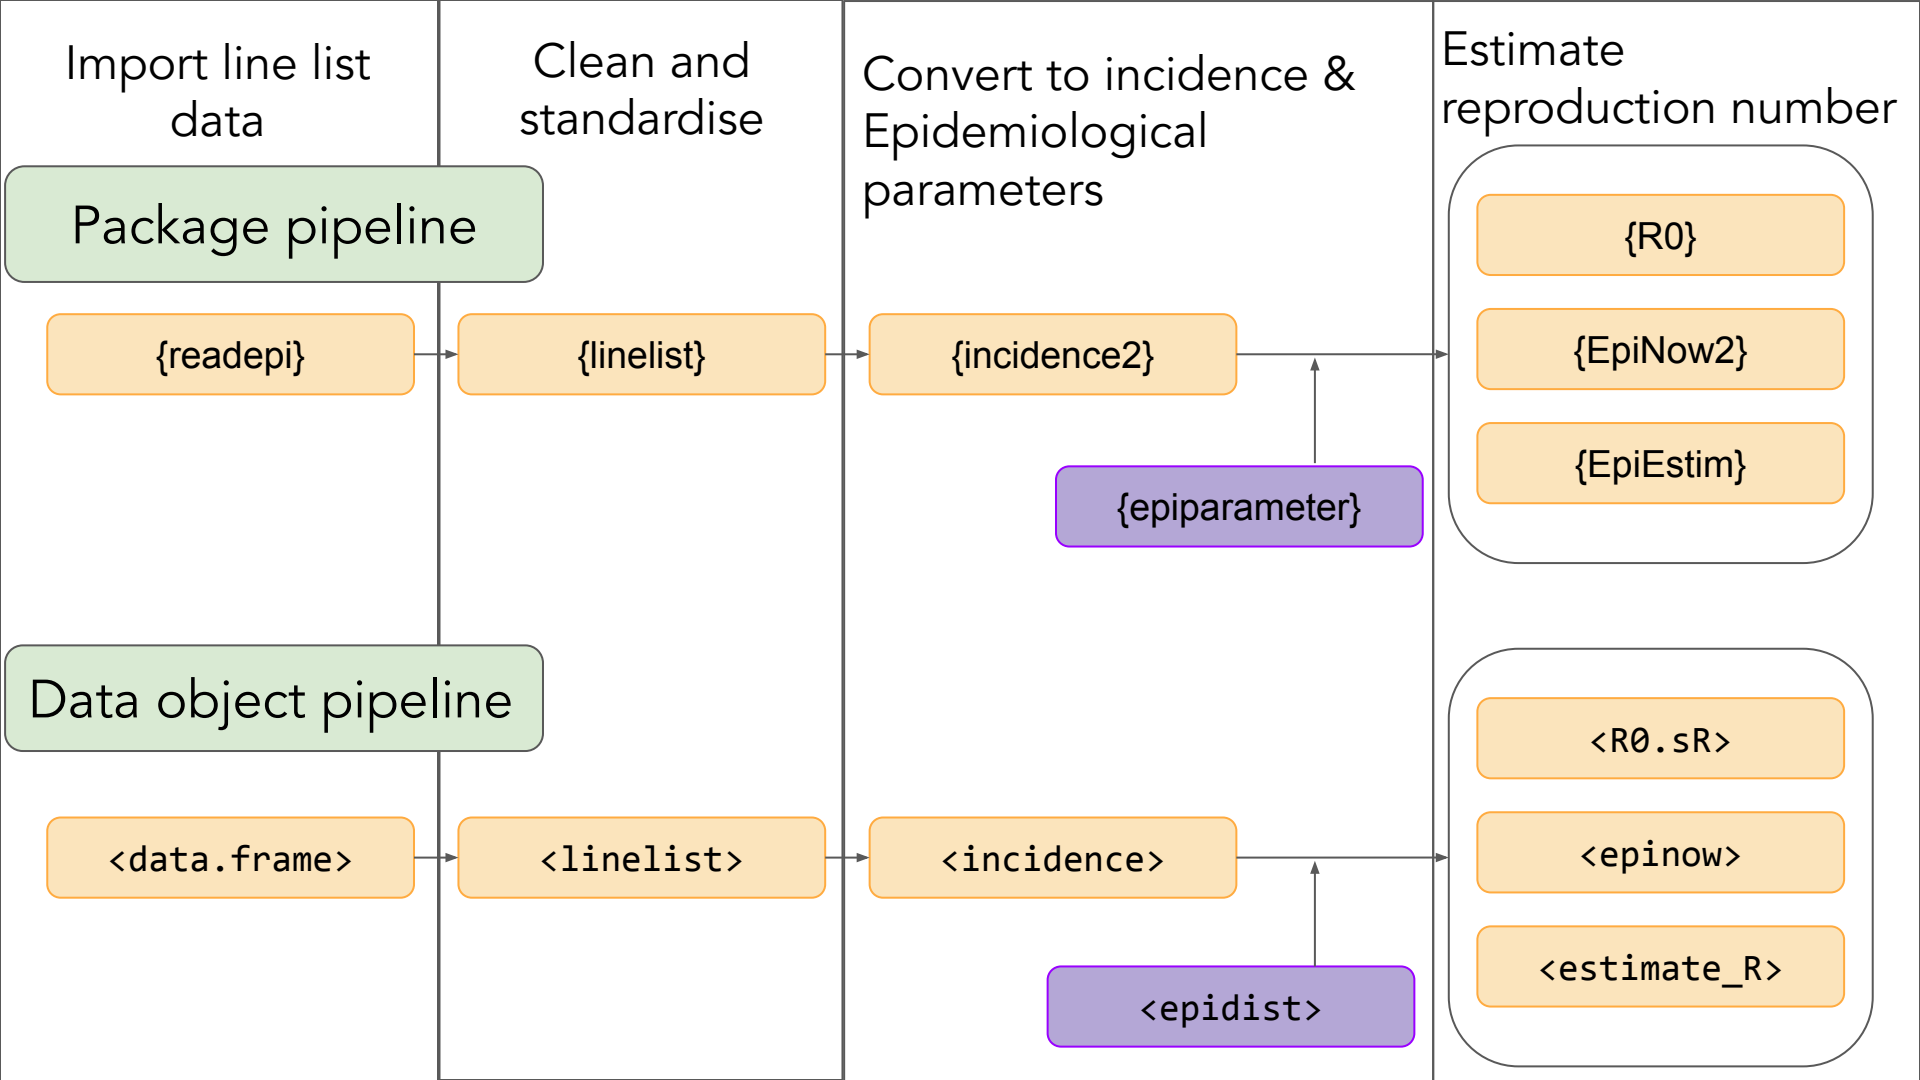 Import line list
data
Clean and
standardise
Convert to incidence &
Epidemiological
parameters
Estimate
reproduction number
Package pipeline
{readepi}
{linelist}
{incidence2}
{epiparameter}
{R0}
{EpiNow2}
{EpiEstim}
Data object pipeline
<data.frame>
<linelist>
<incidence>
<epidist>
<R0.sR>
<epinow>
<estimate_R>